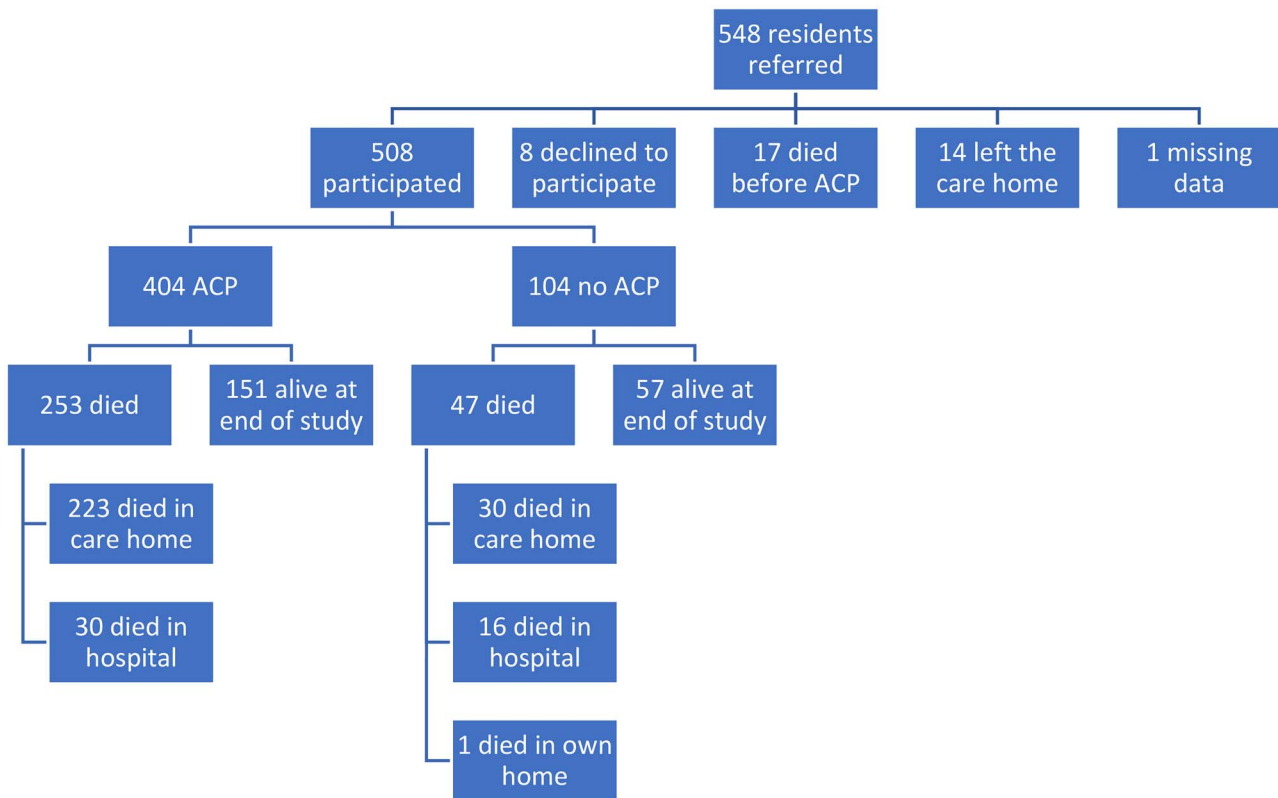 548 residents
referred
508
participated
8 declined to
participate
17 died
before ACP
14 left the
care home
1 missing
data
404 ACP
104 no ACP
253 died
151 alive at
end of study
47 died
57 alive at
end of study
223 died in
care home
30 died in
hospital
30 died in
care home
16 died in
hospital
1 died in own
home